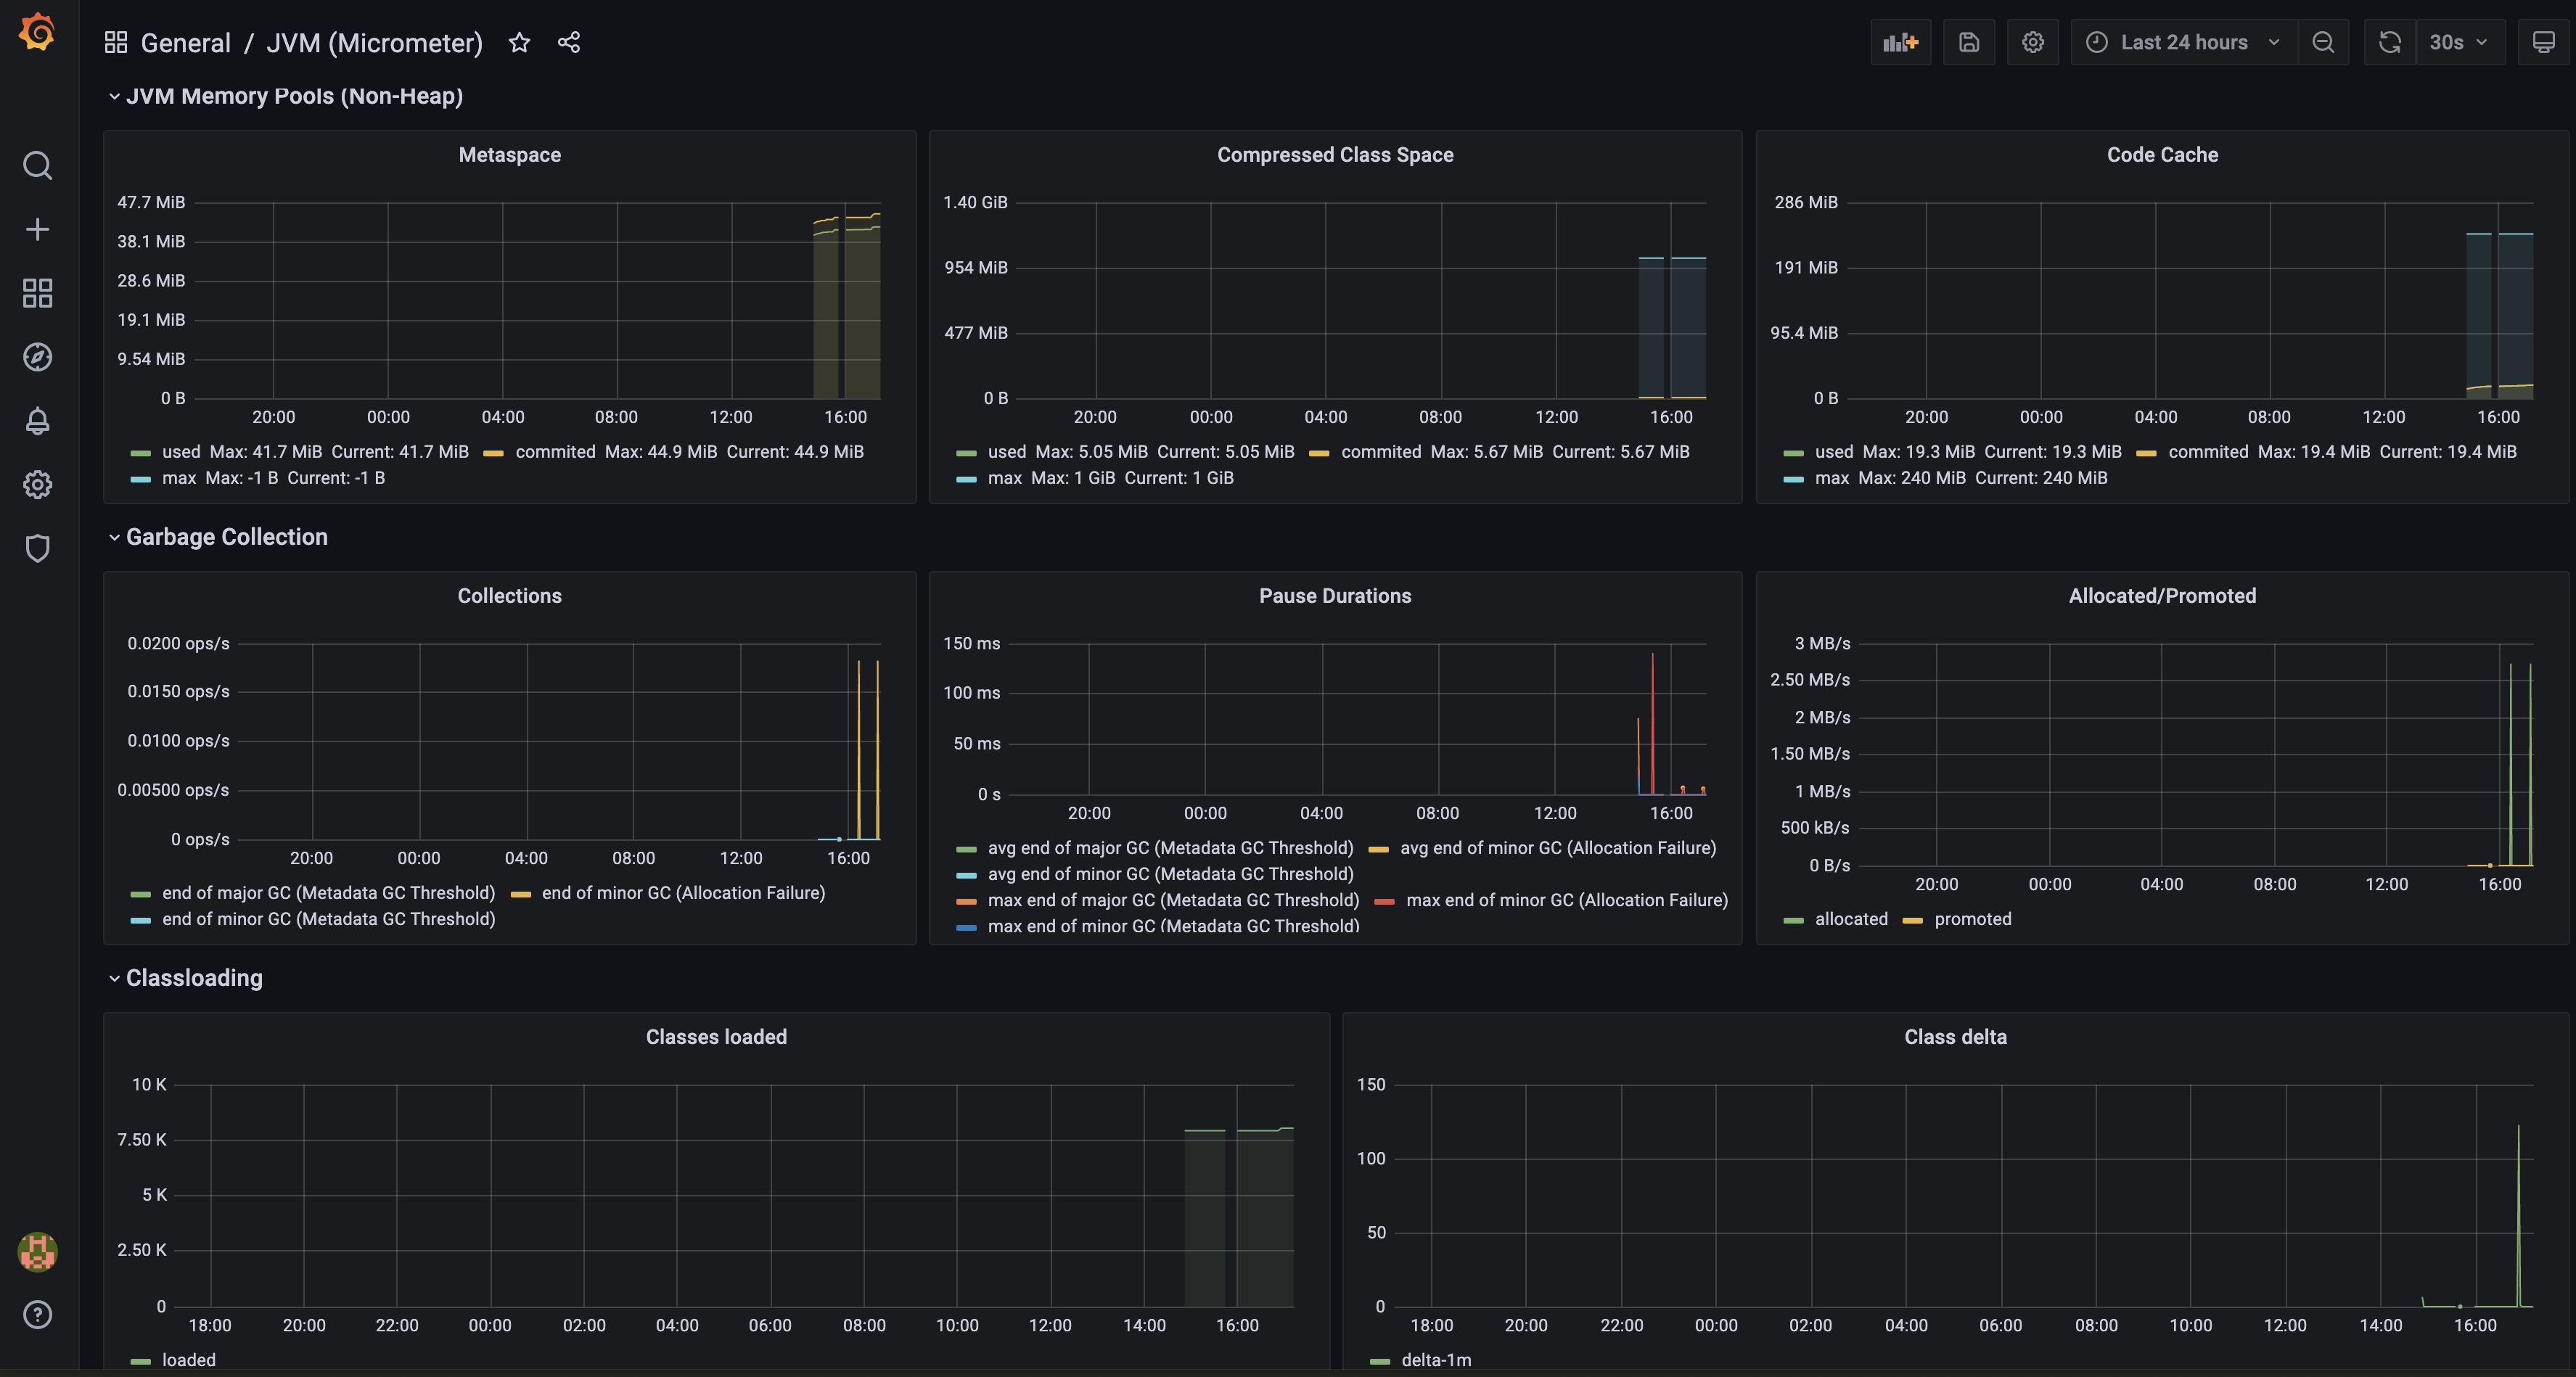 General / JVM (Micrometer)
Last 24 hours
30s
JVM Memory Pools (Non-Heap)
Metaspace
47.7 MiB
38.1 MiB
28.6 MiB
19.1 MiB
9.54 MiB
0 B
20:00 00:00 04:00 08:00 12:00 16:00
used Max: 41.7 MiB Current: 41.7 MiB commited Max: 44.9 MiB Current: 44.9 MiB
max Max: -1 B Current: -1 B
Compressed Class Space
1.40 GiB
954 MiB
477 MiB
0 B
20:00 00:00 04:00 08:00 12:00 16:00
used Max: 5.05 MiB Current: 5.05 MiB commited Max: 5.67 MiB Current: 5.67 MiB
max Max: 1 GiB Current: 1 GiB
Code Cache
286 MiB
191 MiB
95.4 MiB
0 B
20:00 00:00 04:00 08:00 12:00 16:00
used Max: 19.3 MiB Current: 19.3 MiB commited Max: 19.4 MiB Current: 19.4 MiB
max Max: 240 MiB Current: 240 MiB
Garbage Collection
Collections
0.0200 ops/s
0.0150 ops/s
0.0100 ops/s
0.00500 ops/s
0 ops/s
20:00 00:00 04:00 08:00 12:00 16:00
end of major GC (Metadata GC Threshold) end of minor GC (Allocation Failure)
end of minor GC (Metadata GC Threshold)
Pause Durations
150 ms
100 ms
50 ms
0 s
20:00 00:00 04:00 08:00 12:00 16:00
avg end of major GC (Metadata GC Threshold) avg end of minor GC (Allocation Failure)
avg end of minor GC (Metadata GC Threshold)
max end of major GC (Metadata GC Threshold) max end of minor GC (Allocation Failure)
max end of minor GC (Metadata GC Threshold)
Allocated/Promoted
3 MB/s
2.50 MB/s
2 MB/s
1.50 MB/s
1 MB/s
500 kB/s
0 B/s
20:00 00:00 04:00 08:00 12:00 16:00
allocated promoted
Classloading
Classes loaded
10 K
7.50 K
5 K
2.50 K
0
18:00 20:00 22:00 00:00 02:00 04:00 06:00 08:00 10:00 12:00 14:00 16:00
loaded
Class delta
150
100
50
0
18:00 20:00 22:00 00:00 02:00 04:00 06:00 08:00 10:00 12:00 14:00 16:00
delta-1m